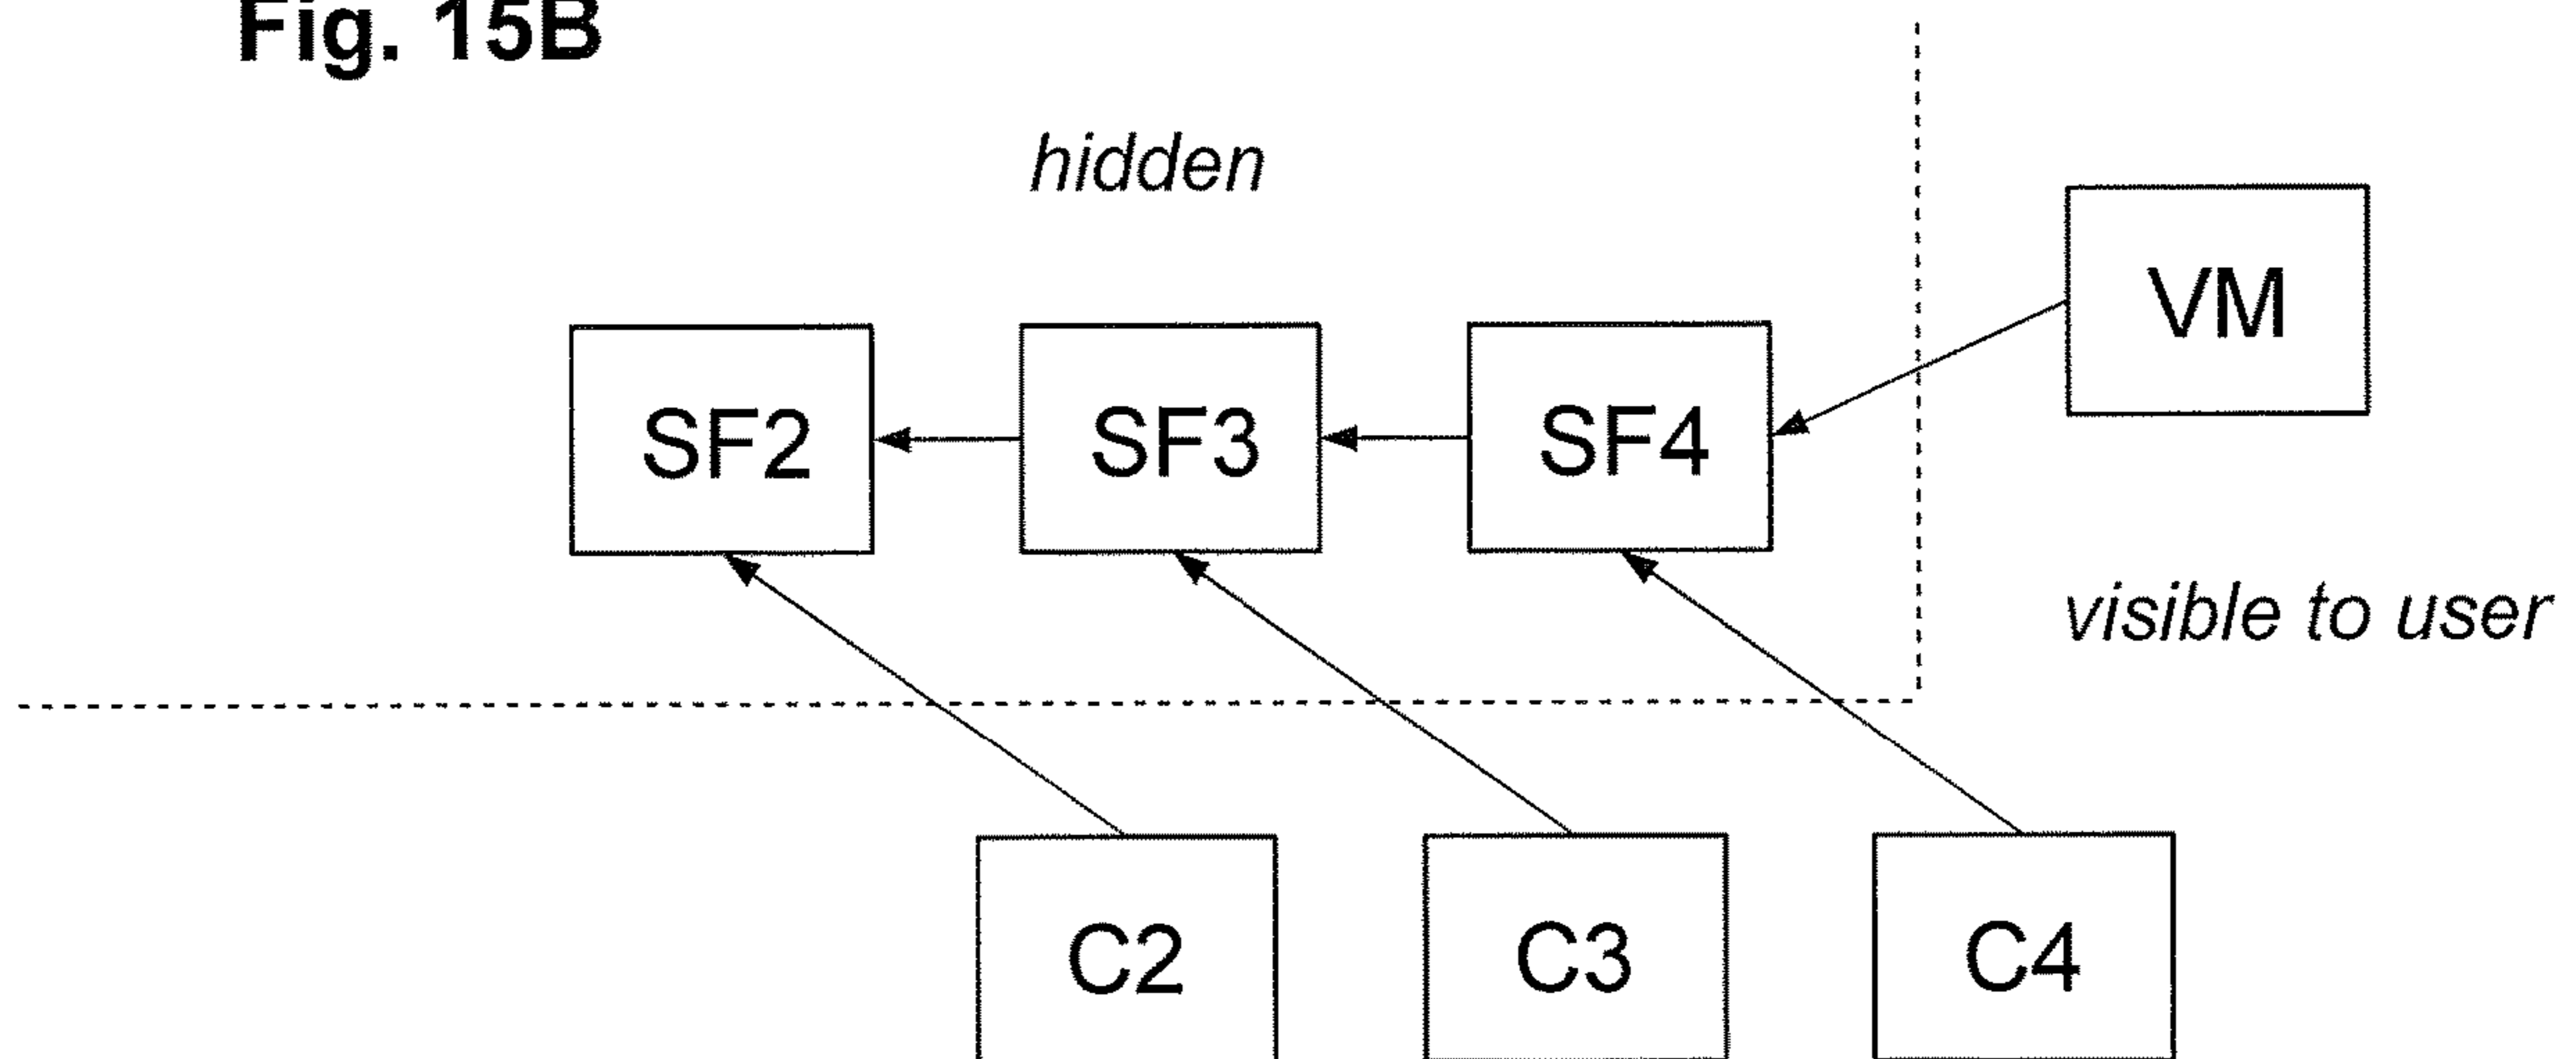 Fig. 15B
hidden
VM
SF2
SF3
SF4
visible to user
C2
C3
C4